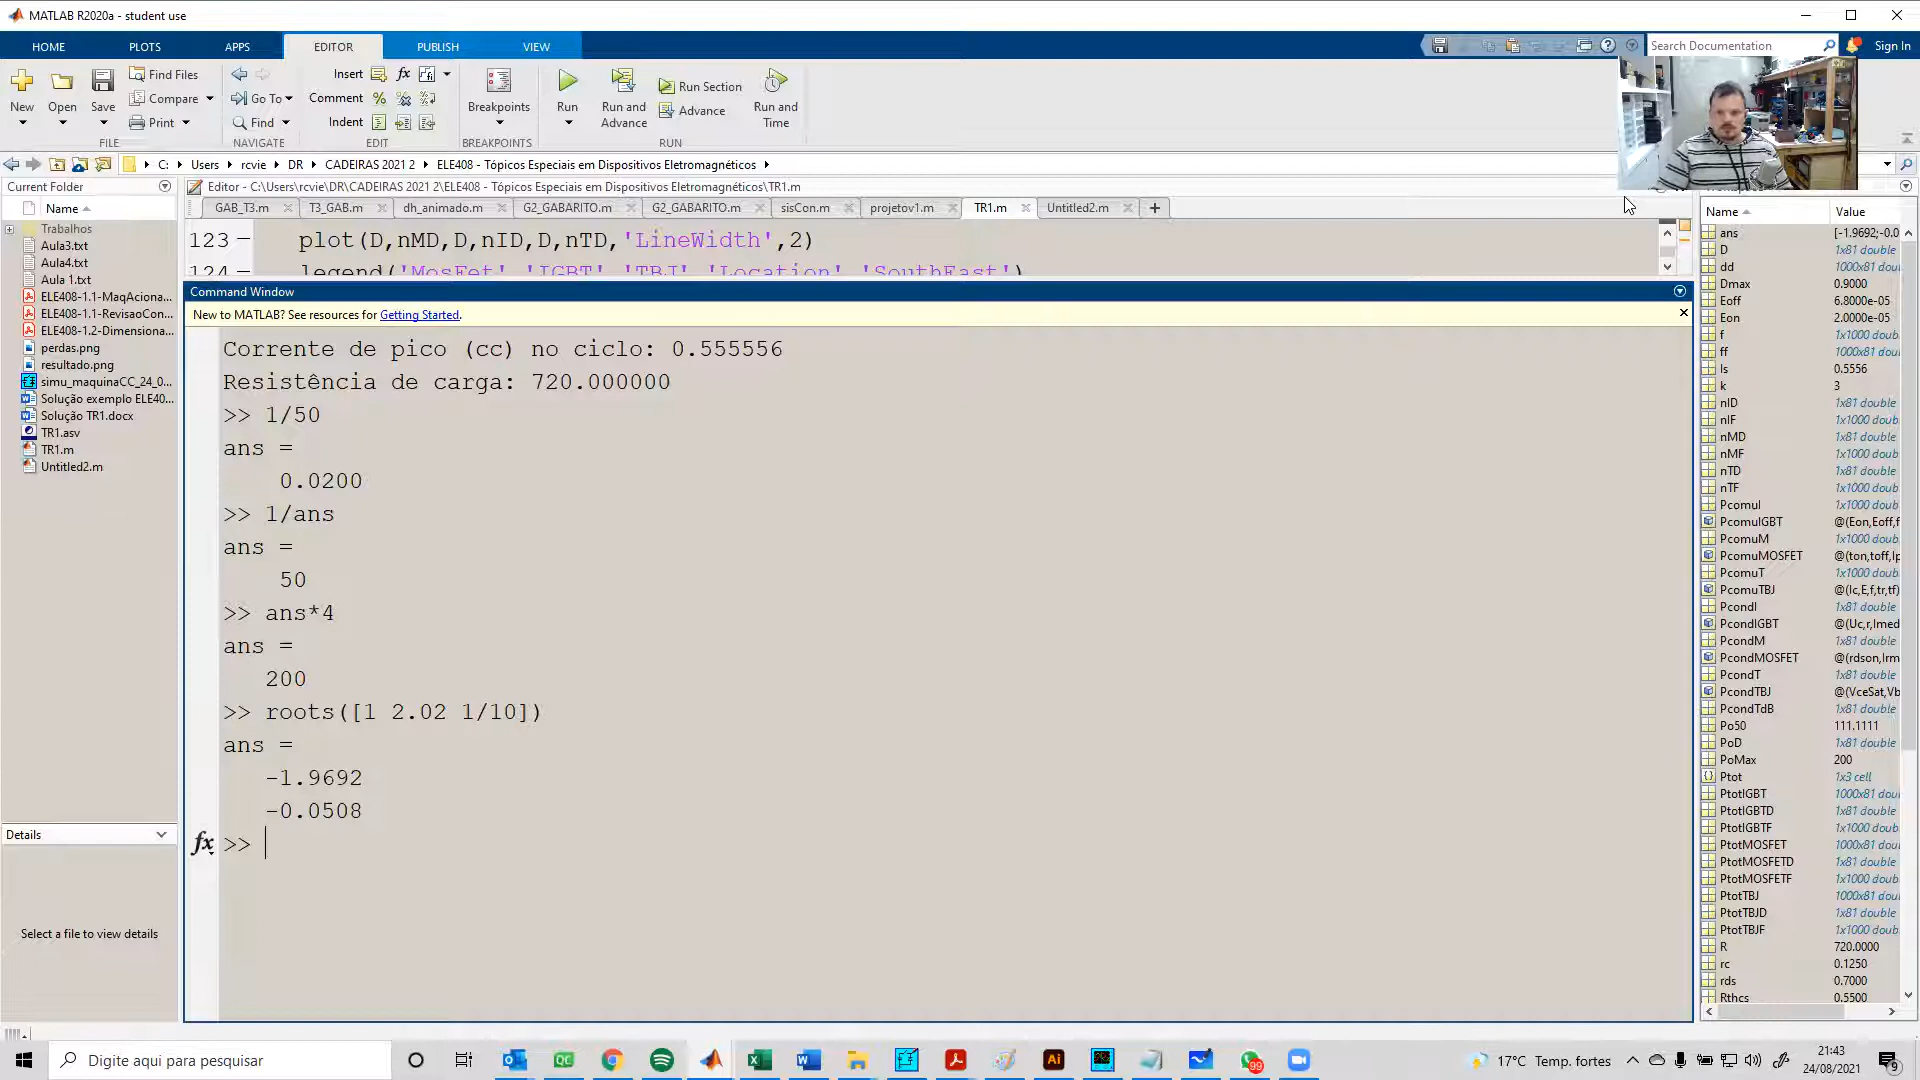 MATLAB R2020a - student use
HOME PLOTS APPS EDITOR PUBLISH VIEW
Search Documentation
Sign In
New Open Save
Find Files
Compare
Print
FILE
Go To
Find
NAVIGATE
Insert
Comment
Indent
EDIT
Breakpoints
BREAKPOINTS
Run
Run and Advance
Run Section
Advance
Run and Time
RUN
C: Users rcvie DR CADEIRAS 2021 2 ELE408 - Tópicos Especiais em Dispositivos Eletromagnéticos
Current Folder
Name
Trabalhos
Aula3.txt
Aula4.txt
Aula 1.txt
ELE408-1.1-MaqAciona...
ELE408-1.1-RevisaoCon...
ELE408-1.2-Dimensiona...
perdas.png
resultado.png
simu_maquinaCC_24_0...
Solução exemplo ELE40...
Solução TR1.docx
TR1.asv
TR1.m
Untitled2.m
Details
Select a file to view details
Editor - C:\Users\rcvie\DR\CADEIRAS 2021 2\ELE408 - Tópicos Especiais em Dispositivos Eletromagnéticos\TR1.m
GAB_T3.m T3_GAB.m dh_animado.m G2_GABARITO.m G2_GABARITO.m sisCon.m projetov1.m TR1.m Untitled2.m
123 plot(D,nMD,D,nID,D,nTD,'LineWidth',2)
124 legend('MosFet','IGBT','TBJ','Location','SouthEast')
Command Window
New to MATLAB? See resources for Getting Started.
Corrente de pico (cc) no ciclo: 0.555556
Resistência de carga: 720.000000
>> 1/50
ans =
0.0200
>> 1/ans
ans =
50
>> ans*4
ans =
200
>> roots([1 2.02 1/10])
ans =
-1.9692
-0.0508
fx >>
Name Value
ans [-1.9692;-0.0
D 1x81 double
dd 1000x81 dou
Dmax 0.9000
Eoff 6.8000e-05
Eon 2.0000e-05
f 1x1000 doub
ff 1000x81 dou
Is 0.5556
k 3
nID 1x81 double
nIF 1x1000 doub
nMD 1x81 double
nMF 1x1000 doub
nTD 1x81 double
nTF 1x1000 doub
PcomuI 1x1000 doub
PcomuIGBT @(Eon,Eoff,f
PcomuM 1x1000 doub
PcomuMOSFET @(ton,toff,Ip
PcomuT 1x1000 doub
PcomuTBJ @(Ic,E,f,tr,tf)
PcondI 1x81 double
PcondIGBT @(Uc,r,Imed
PcondM 1x81 double
PcondMOSFET @(rdson,Irm
PcondT 1x81 double
PcondTBJ @(VceSat,Vb
PcondTdB 1x81 double
Po50 111.1111
PoD 1x81 double
PoMax 200
Ptot 1x3 cell
PtotIGBT 1000x81 dou
PtotIGBTD 1x81 double
PtotIGBTF 1x1000 doub
PtotMOSFET 1000x81 dou
PtotMOSFETD 1x81 double
PtotMOSFETF 1x1000 doub
PtotTBJ 1000x81 dou
PtotTBJD 1x81 double
PtotTBJF 1x1000 doub
R 720.0000
rc 0.1250
rds 0.7000
Rthcs 0.5500
Digite aqui para pesquisar
17°C Temp. fortes
21:43
24/08/2021